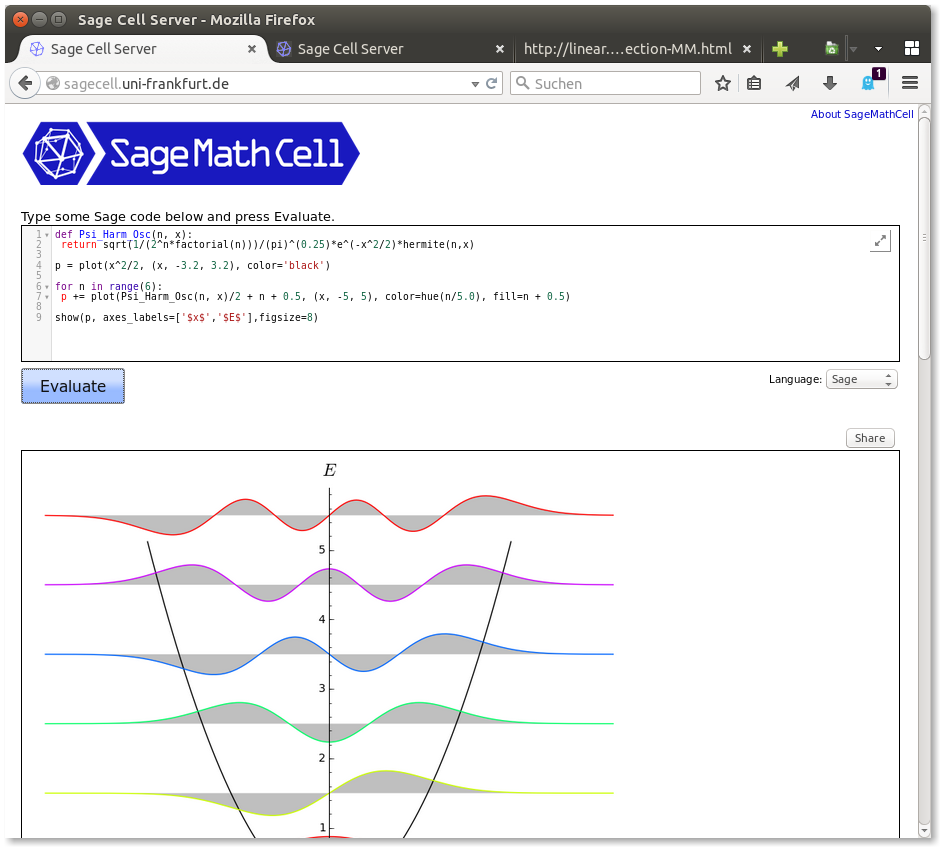 Sage Cell Server - Mozilla Firefox
Sage Cell Server
Sage Cell Server
http://linear....ection-MM.html
sagecell.uni-frankfurt.de
Suchen
1
About SageMathCell
SageMathCell
Type some Sage code below and press Evaluate.
1 def Psi_Harm_Osc(n, x):
2  return sqrt(1/(2^n*factorial(n)))/(pi)^(0.25)*e^(-x^2/2)*hermite(n,x)
3
4 p = plot(x^2/2, (x, -3.2, 3.2), color='black')
5
6 for n in range(6):
7  p += plot(Psi_Harm_Osc(n, x)/2 + n + 0.5, (x, -5, 5), color=hue(n/5.0), fill=n + 0.5)
8
9 show(p, axes_labels=['$x$','$E$'],figsize=8)
Evaluate
Language: Sage
Share
E
5
4
3
2
1